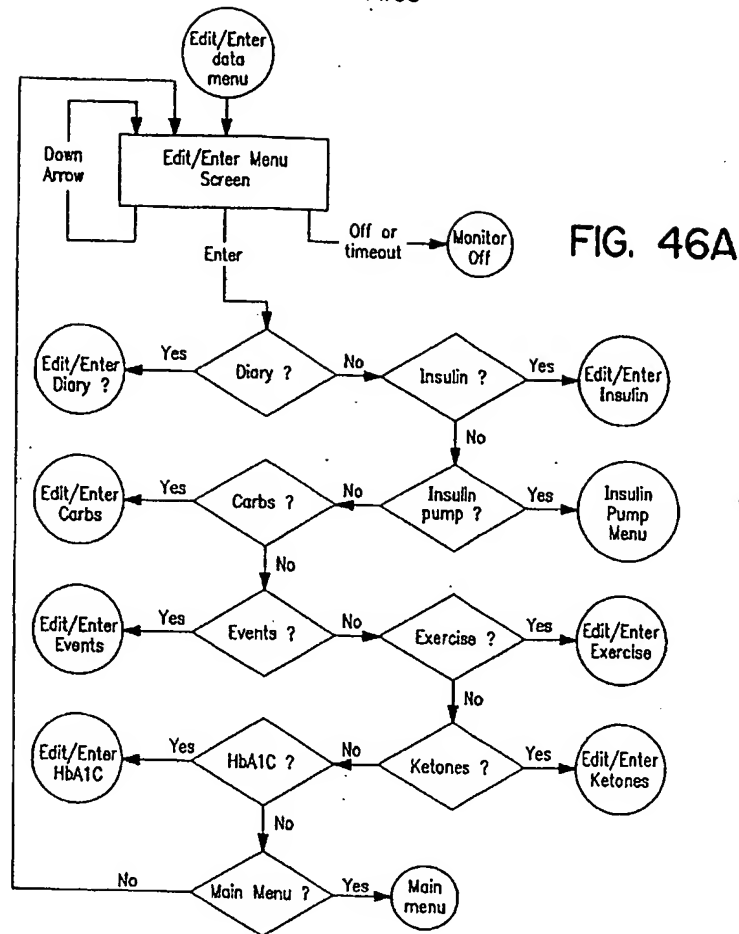 Edit/Enter
data
menu
Down
Arrow
Edit/Enter Menu
Screen
Off or
timeout
Monitor
Off
FIG. 46A
Enter
Edit/Enter
Diary ?
Yes
Diary ?
No
Insulin ?
Yes
Edit/Enter
Insulin
No
Edit/Enter
Carbs
Yes
Carbs ?
No
Insulin
pump ?
Yes
Insulin
Pump
Menu
No
Edit/Enter
Events
Yes
Events ?
No
Exercise ?
Yes
Edit/Enter
Exercise
No
Edit/Enter
HbA1C
Yes
HbA1C ?
No
Ketones ?
Yes
Edit/Enter
Ketones
No
No
Main Menu ?
Yes
Main
menu